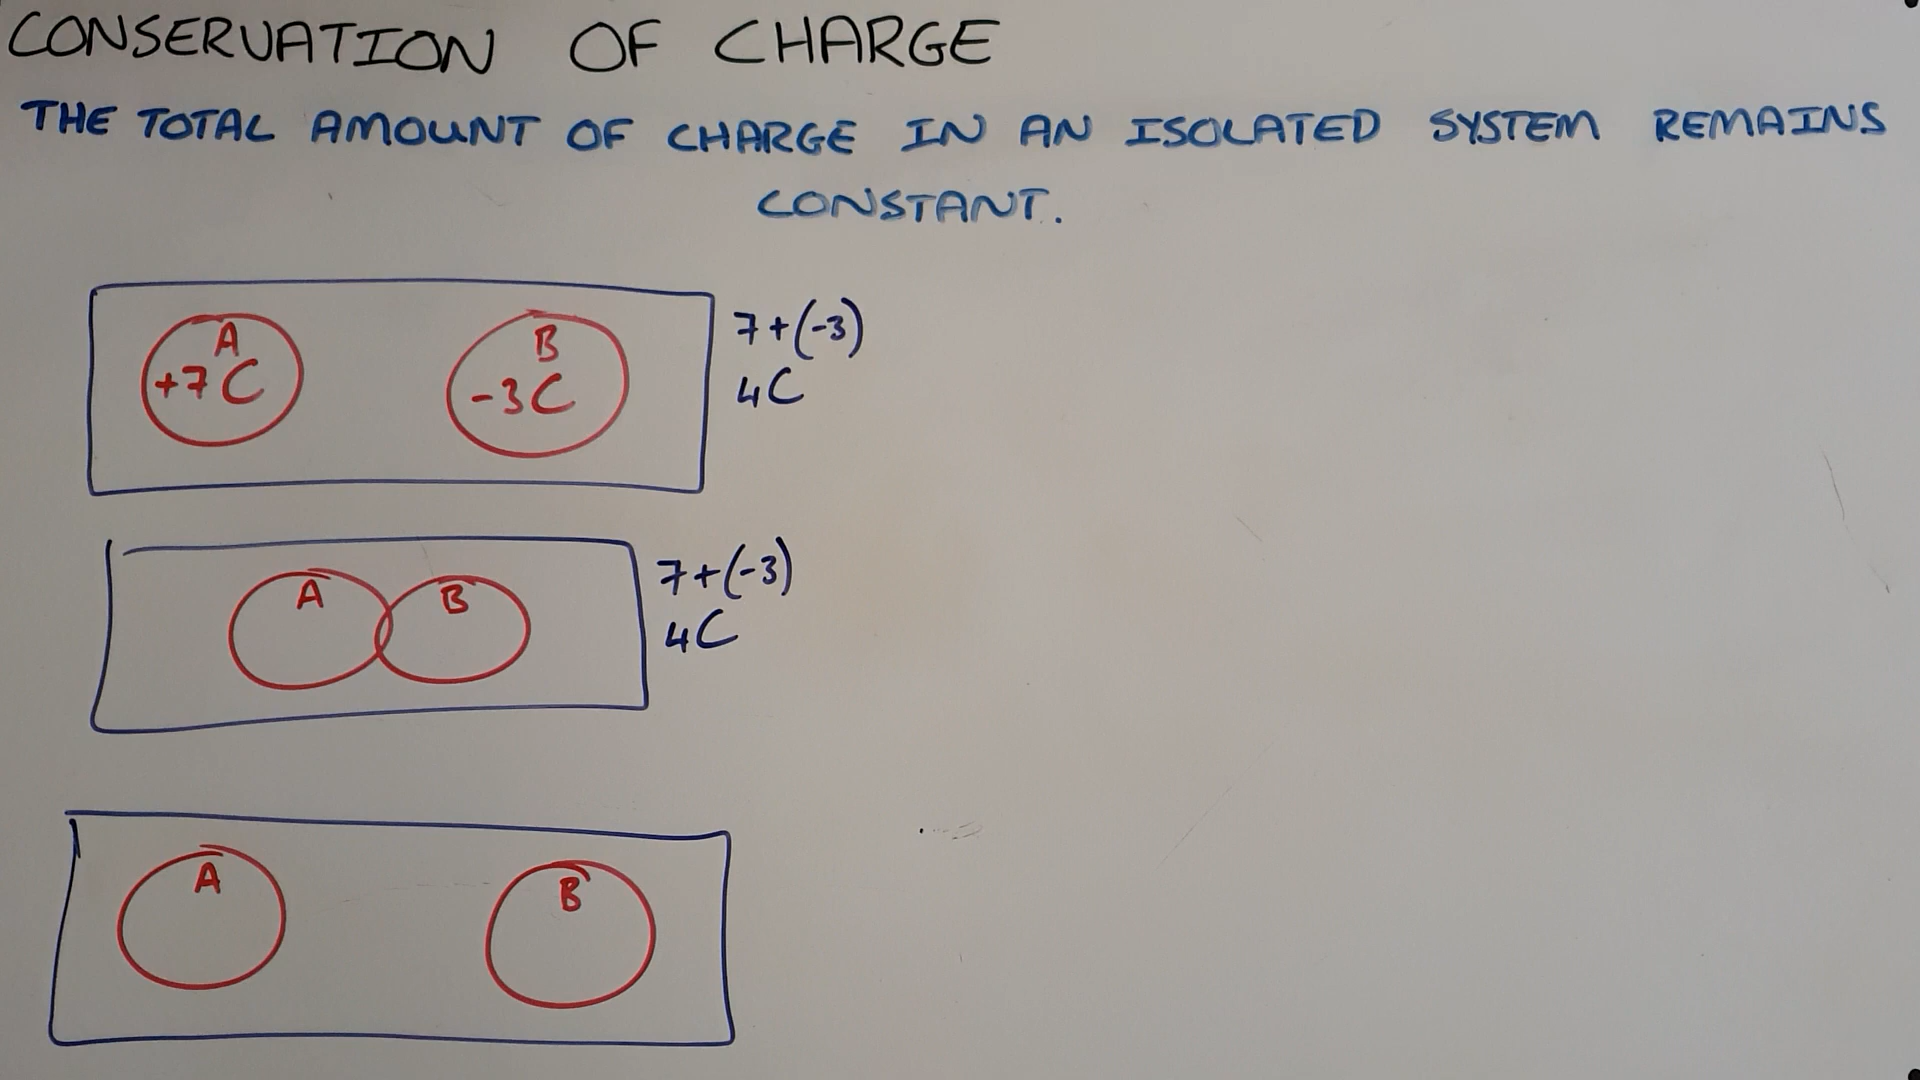 CONSERVATION OF CHARGE
THE TOTAL AMOUNT OF CHARGE IN AN ISOLATED SYSTEM REMAINS
CONSTANT.
A
+7C
B
-3C
7+(-3)
4C
A
B
7+(-3)
4C
A
B